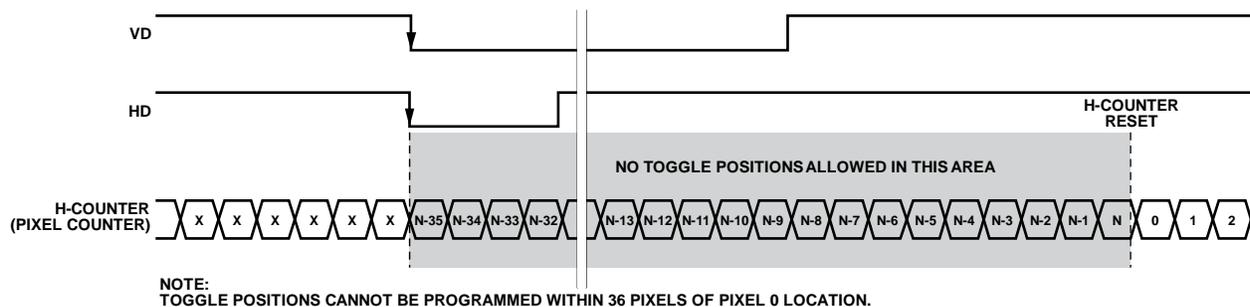 VD
HD
H-COUNTER
RESET
NO TOGGLE POSITIONS ALLOWED IN THIS AREA
H-COUNTER
(PIXEL COUNTER)
X X X X X X N-35 N-34 N-33 N-32 N-13 N-12 N-11 N-10 N-9 N-8 N-7 N-6 N-5 N-4 N-3 N-2 N-1 N 0 1 2
NOTE:
TOGGLE POSITIONS CANNOT BE PROGRAMMED WITHIN 36 PIXELS OF PIXEL 0 LOCATION.